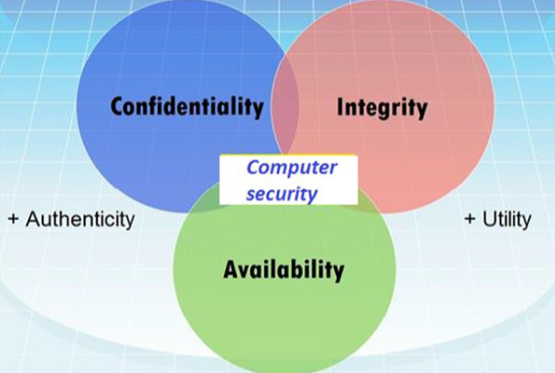 Confidentiality
Integrity
Computer
security
+ Authenticity
+ Utility
Availability